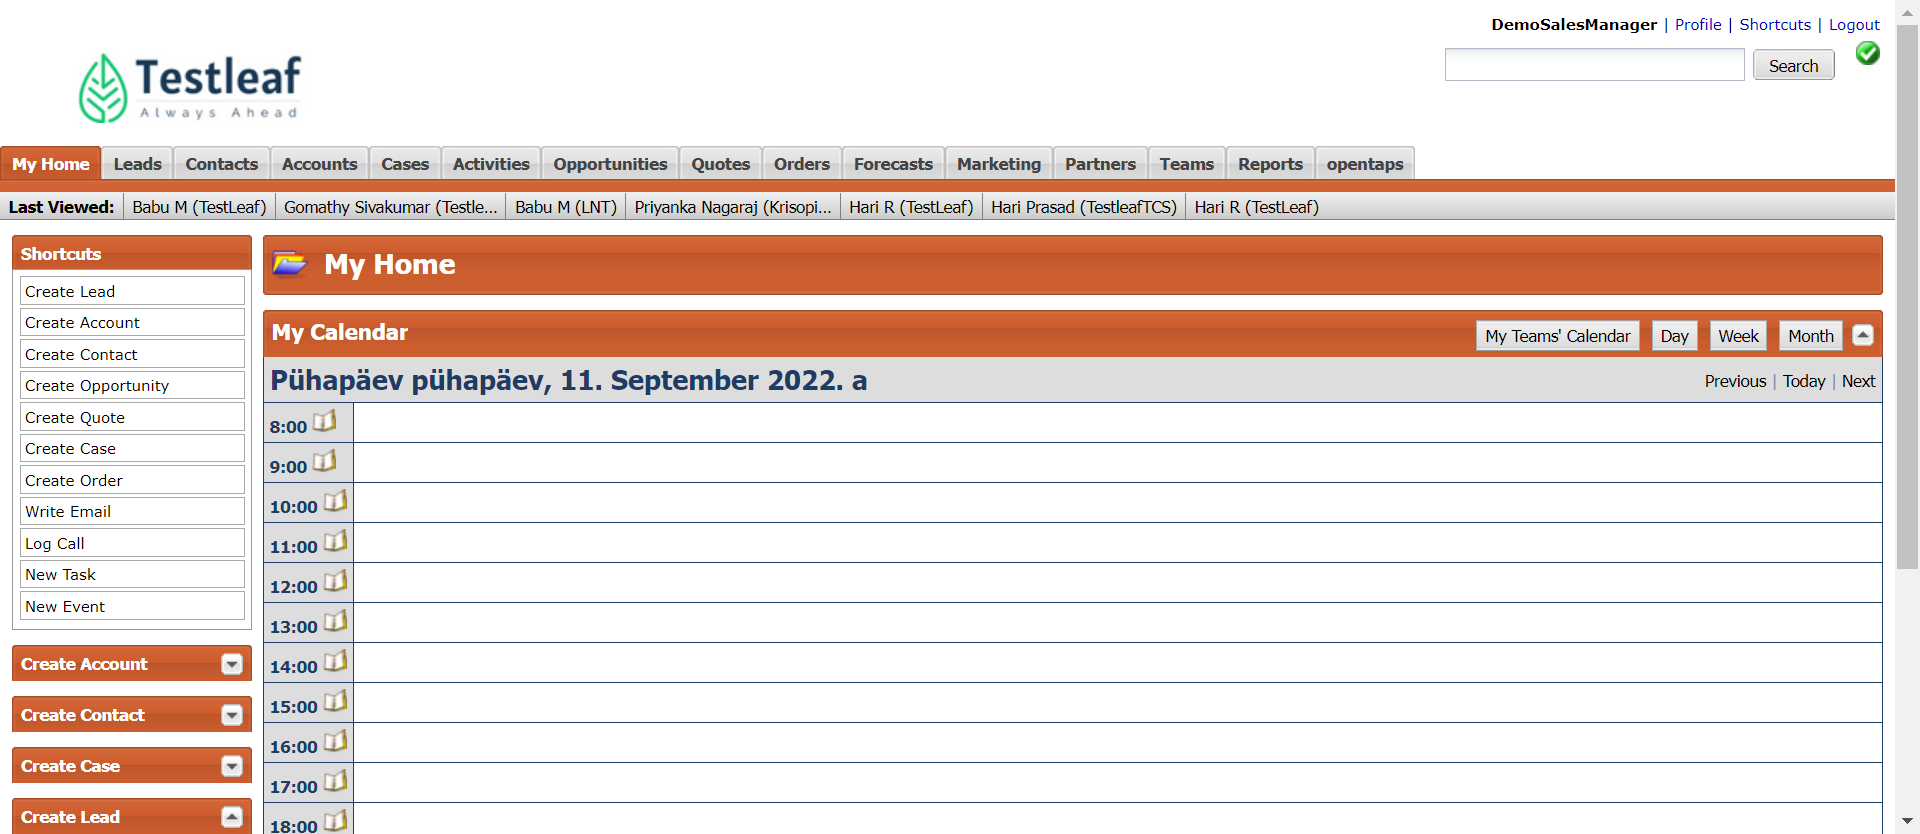 DemoSalesManager | Profile | Shortcuts | Logout
Search
Testleaf
Always Ahead
My Home Leads Contacts Accounts Cases Activities Opportunities Quotes Orders Forecasts Marketing Partners Teams Reports opentaps
Last Viewed: Babu M (TestLeaf) Gomathy Sivakumar (Testle... Babu M (LNT) Priyanka Nagaraj (Krisopi... Hari R (TestLeaf) Hari Prasad (TestleafTCS) Hari R (TestLeaf)
Shortcuts
Create Lead
Create Account
Create Contact
Create Opportunity
Create Quote
Create Case
Create Order
Write Email
Log Call
New Task
New Event
Create Account
Create Contact
Create Case
Create Lead
My Home
My Calendar
My Teams' Calendar Day Week Month
Pühapäev pühapäev, 11. September 2022. a
Previous | Today | Next
8:00
9:00
10:00
11:00
12:00
13:00
14:00
15:00
16:00
17:00
18:00